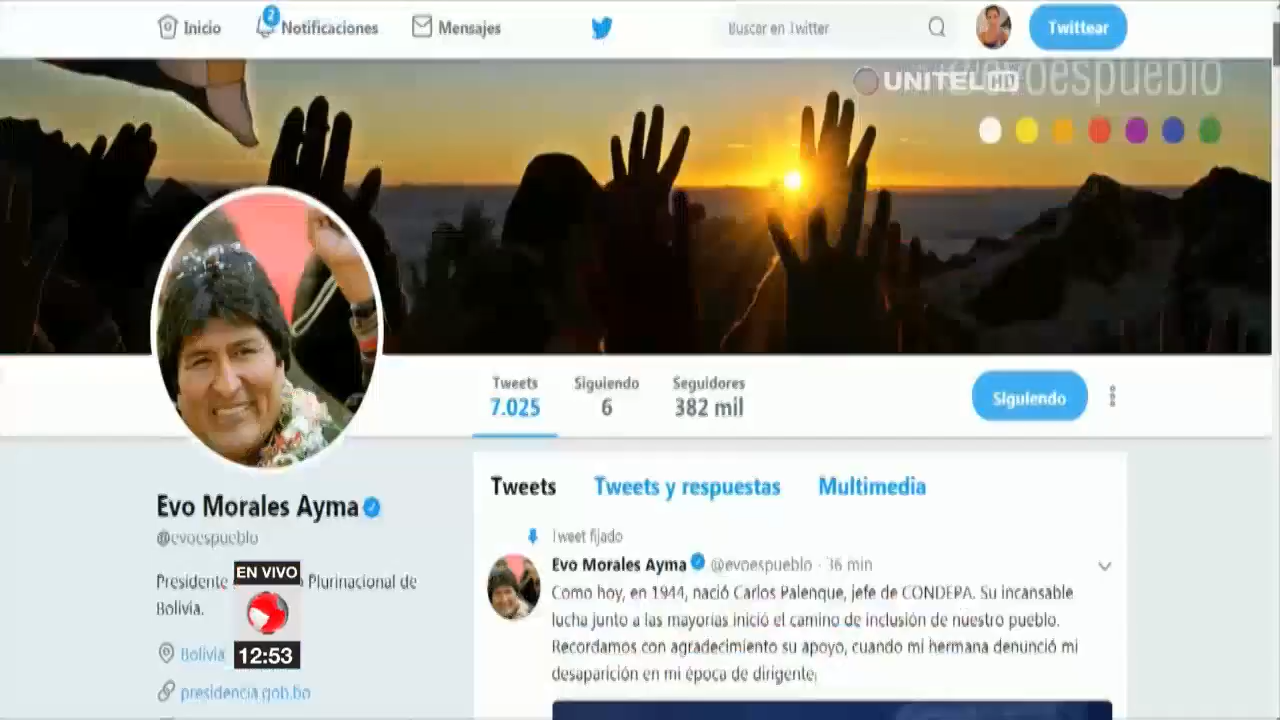 Inicio
2
Notificaciones
Mensajes
Buscar en Twitter
Twittear
UNITEL HD
@evoespueblo
Tweets
7.025
Siguiendo
6
Seguidores
382 mil
Siguiendo
Evo Morales Ayma
@evoespueblo
Presidente Plurinacional de
Bolivia.
Bolivia
presidencia.gob.bo
EN VIVO
12:53
Tweets Tweets y respuestas Multimedia
Tweet fijado
Evo Morales Ayma @evoespueblo · 36 min
Como hoy, en 1944, nació Carlos Palenque, jefe de CONDEPA. Su incansable
lucha junto a las mayorías inició el camino de inclusión de nuestro pueblo.
Recordamos con agradecimiento su apoyo, cuando mi hermana denunció mi
desaparición en mi época de dirigente.